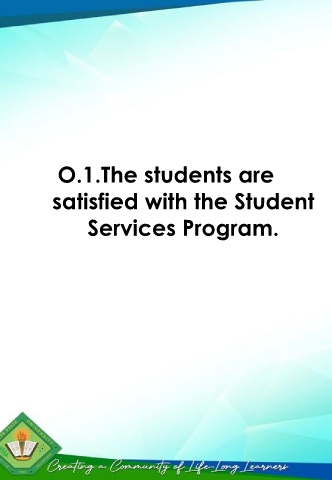 O.1.The students are
satisfied with the Student
Services Program.
Creating a Community of Life-Long Learners